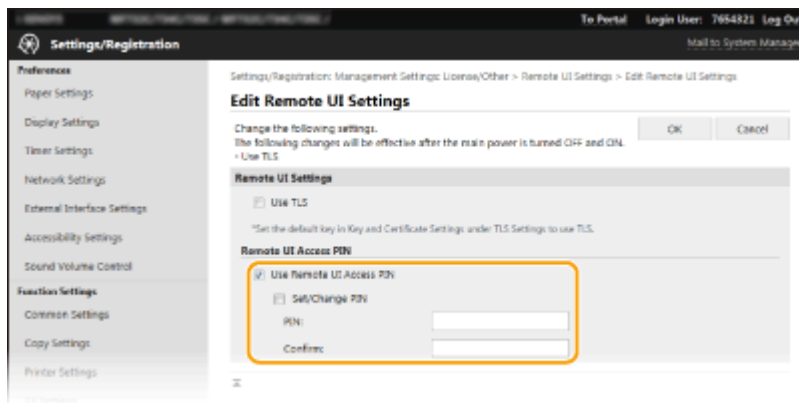 To Portal Login User: 7654321 Log Ou
Settings/Registration
Mail to System Manage
Preferences
Paper Settings
Display Settings
Timer Settings
Network Settings
External Interface Settings
Accessibility Settings
Sound Volume Control
Function Settings
Common Settings
Copy Settings
Printer Settings
Settings/Registration: Management Settings: License/Other > Remote UI Settings > Edit Remote UI Settings
Edit Remote UI Settings
Change the following settings.
The following changes will be effective after the main power is turned OFF and ON.
- Use TLS
OK Cancel
Remote UI Settings
Use TLS
*Set the default key in Key and Certificate Settings under TLS Settings to use TLS.
Remote UI Access PIN
Use Remote UI Access PIN
Set/Change PIN
PIN:
Confirm: